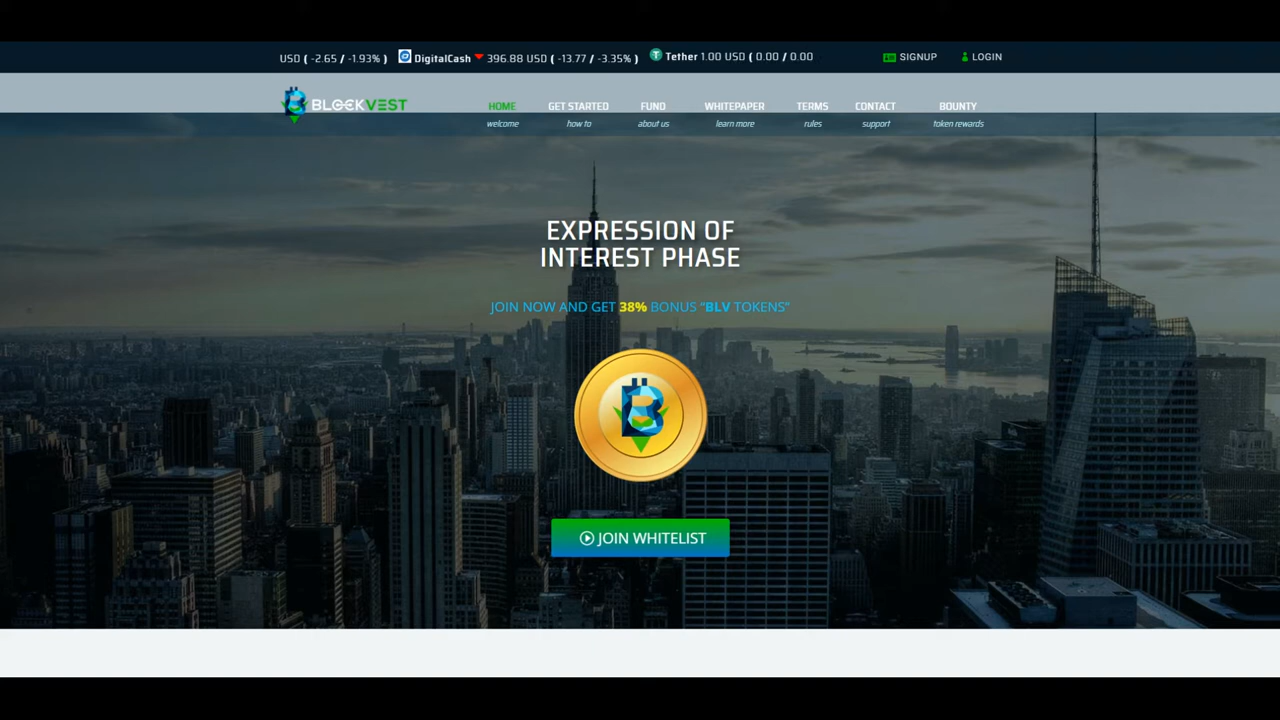 USD ( -2.65 / -1.93% ) DigitalCash 396.88 USD ( -13.77 / -3.35% ) Tether 1.00 USD ( 0.00 / 0.00 SIGNUP LOGIN
BLOCKVEST HOME GET STARTED FUND WHITEPAPER TERMS CONTACT BOUNTY
welcome how to about us learn more rules support token rewards
EXPRESSION OF
INTEREST PHASE
JOIN NOW AND GET 38% BONUS "BLV TOKENS"
JOIN WHITELIST